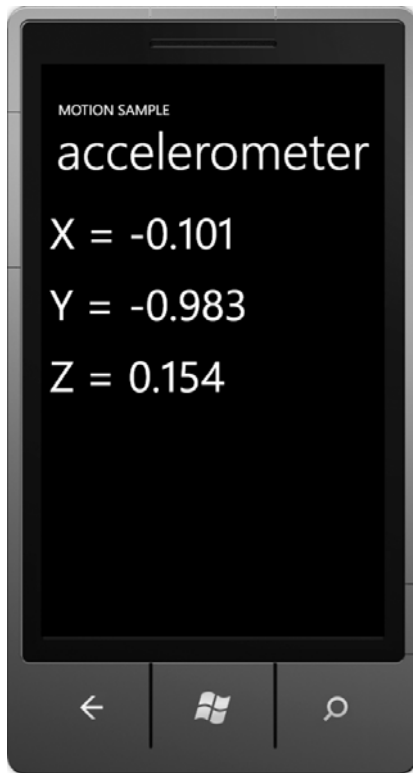 MOTION SAMPLE
accelerometer
X = -0.101
Y = -0.983
Z = 0.154